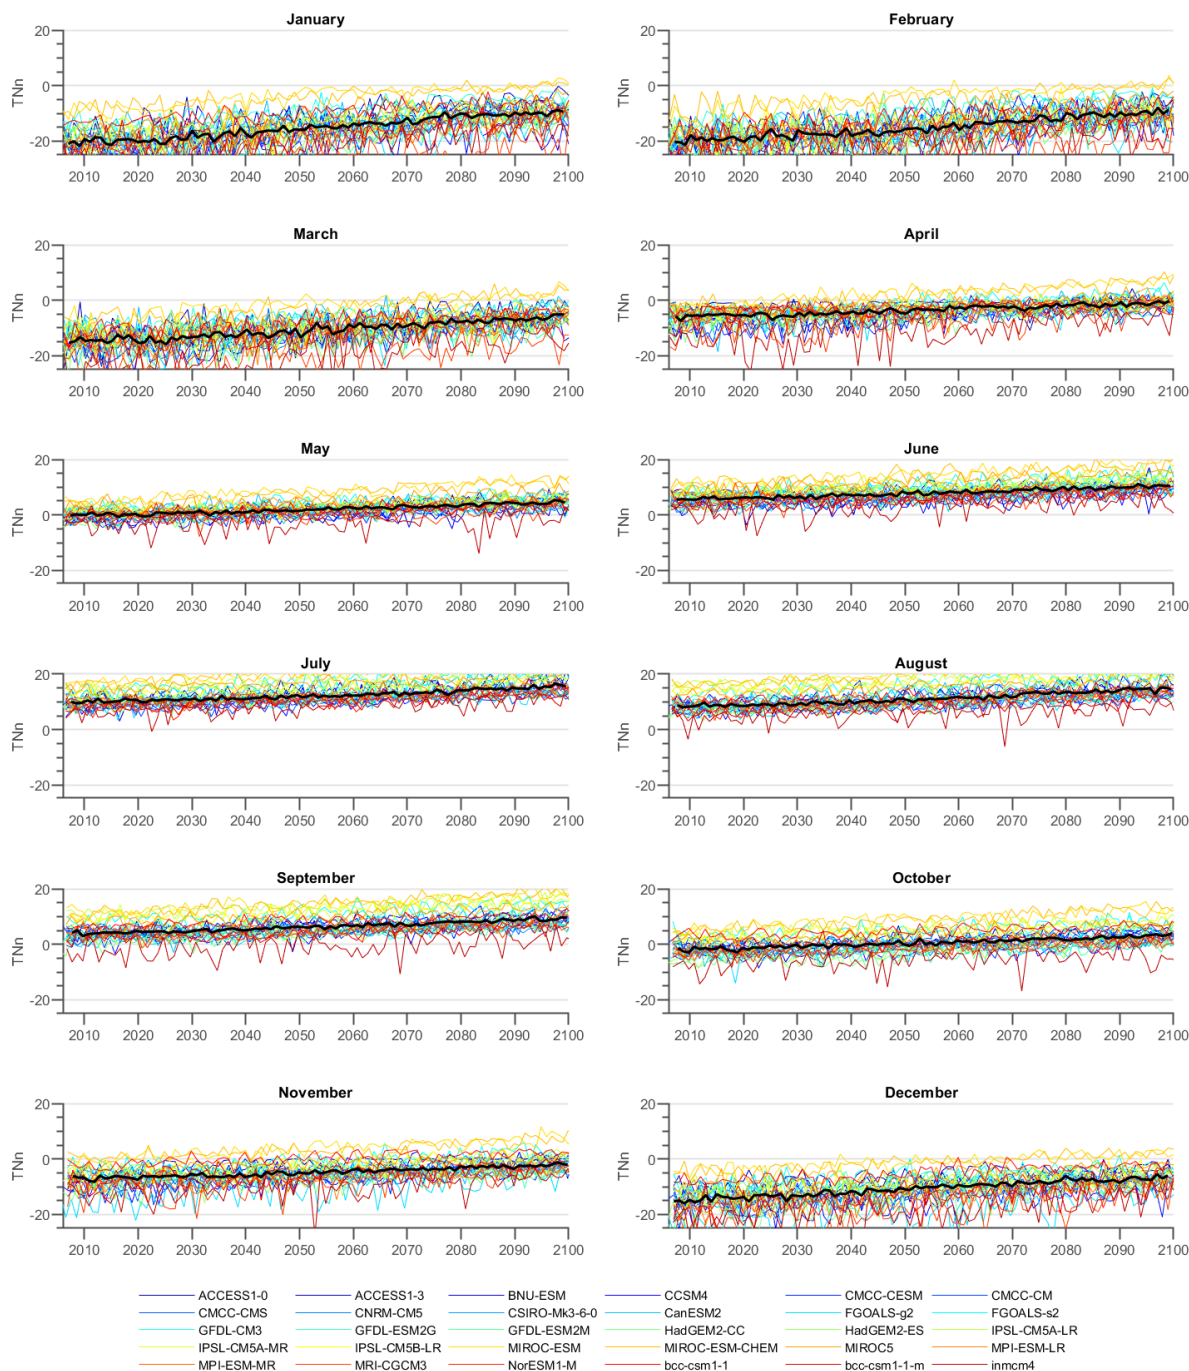 January February
20 20
TNn 0 TNn 0
-20 -20
2010 2020 2030 2040 2050 2060 2070 2080 2090 2100 2010 2020 2030 2040 2050 2060 2070 2080 2090 2100
March April
20 20
TNn 0 TNn 0
-20 -20
2010 2020 2030 2040 2050 2060 2070 2080 2090 2100 2010 2020 2030 2040 2050 2060 2070 2080 2090 2100
May June
20 20
TNn 0 TNn 0
-20 -20
2010 2020 2030 2040 2050 2060 2070 2080 2090 2100 2010 2020 2030 2040 2050 2060 2070 2080 2090 2100
July August
20 20
TNn 0 TNn 0
-20 -20
2010 2020 2030 2040 2050 2060 2070 2080 2090 2100 2010 2020 2030 2040 2050 2060 2070 2080 2090 2100
September October
20 20
TNn 0 TNn 0
-20 -20
2010 2020 2030 2040 2050 2060 2070 2080 2090 2100 2010 2020 2030 2040 2050 2060 2070 2080 2090 2100
November December
20 20
TNn 0 TNn 0
-20 -20
2010 2020 2030 2040 2050 2060 2070 2080 2090 2100 2010 2020 2030 2040 2050 2060 2070 2080 2090 2100
ACCESS1-0 ACCESS1-3 BNU-ESM CCSM4 CMCC-CESM CMCC-CM
CMCC-CMS CNRM-CM5 CSIRO-Mk3-6-0 CanESM2 FGOALS-g2 FGOALS-s2
GFDL-CM3 GFDL-ESM2G GFDL-ESM2M HadGEM2-CC HadGEM2-ES IPSL-CM5A-LR
IPSL-CM5A-MR IPSL-CM5B-LR MIROC-ESM MIROC-ESM-CHEM MIROC5 MPI-ESM-LR
MPI-ESM-MR MRI-CGCM3 NorESM1-M bcc-csm1-1 bcc-csm1-1-m inmcm4